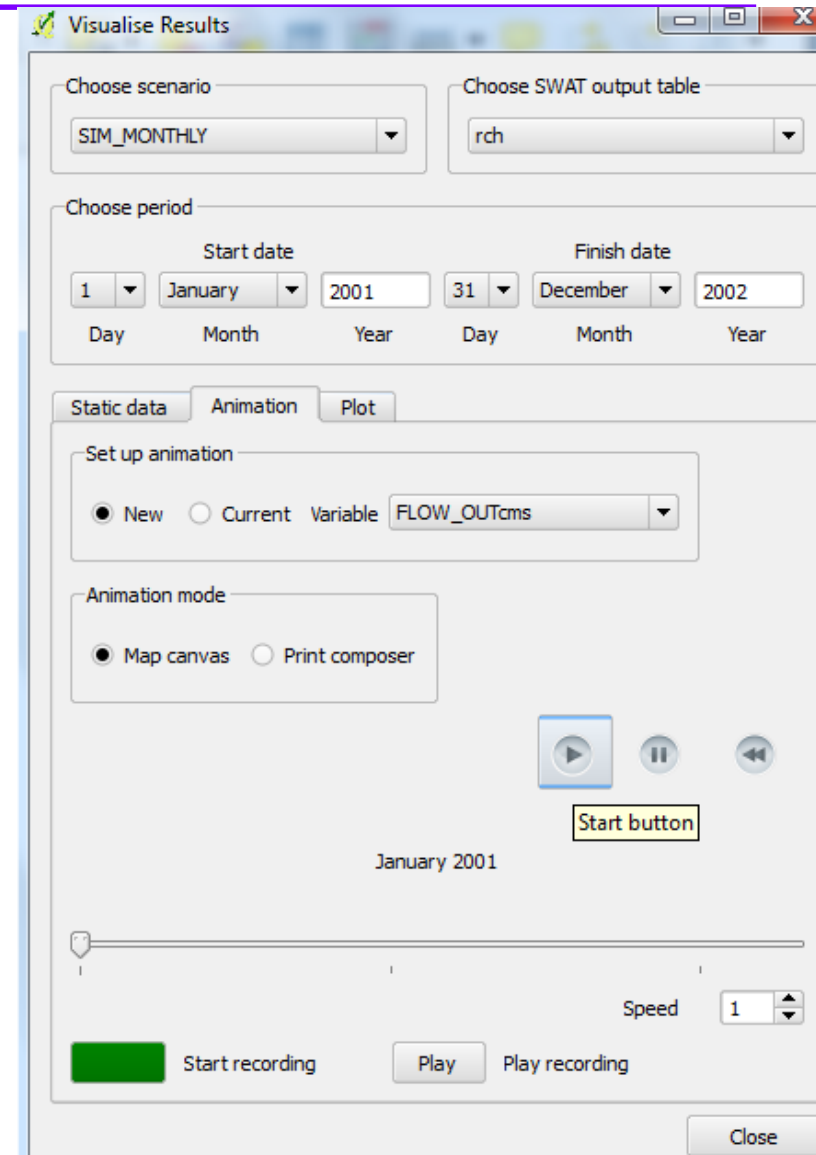 Visualise Results
Choose scenario
Choose SWAT output table
SIM_MONTHLY
rch
Choose period
Start date
Finish date
1
January
2001
31
December
2002
Day
Month
Year
Day
Month
Year
Static data
Animation
Plot
Set up animation
New
Current
Variable
FLOW_OUTcms
Animation mode
Map canvas
Print composer
Start button
January 2001
Speed
1
Start recording
Play
Play recording
Close